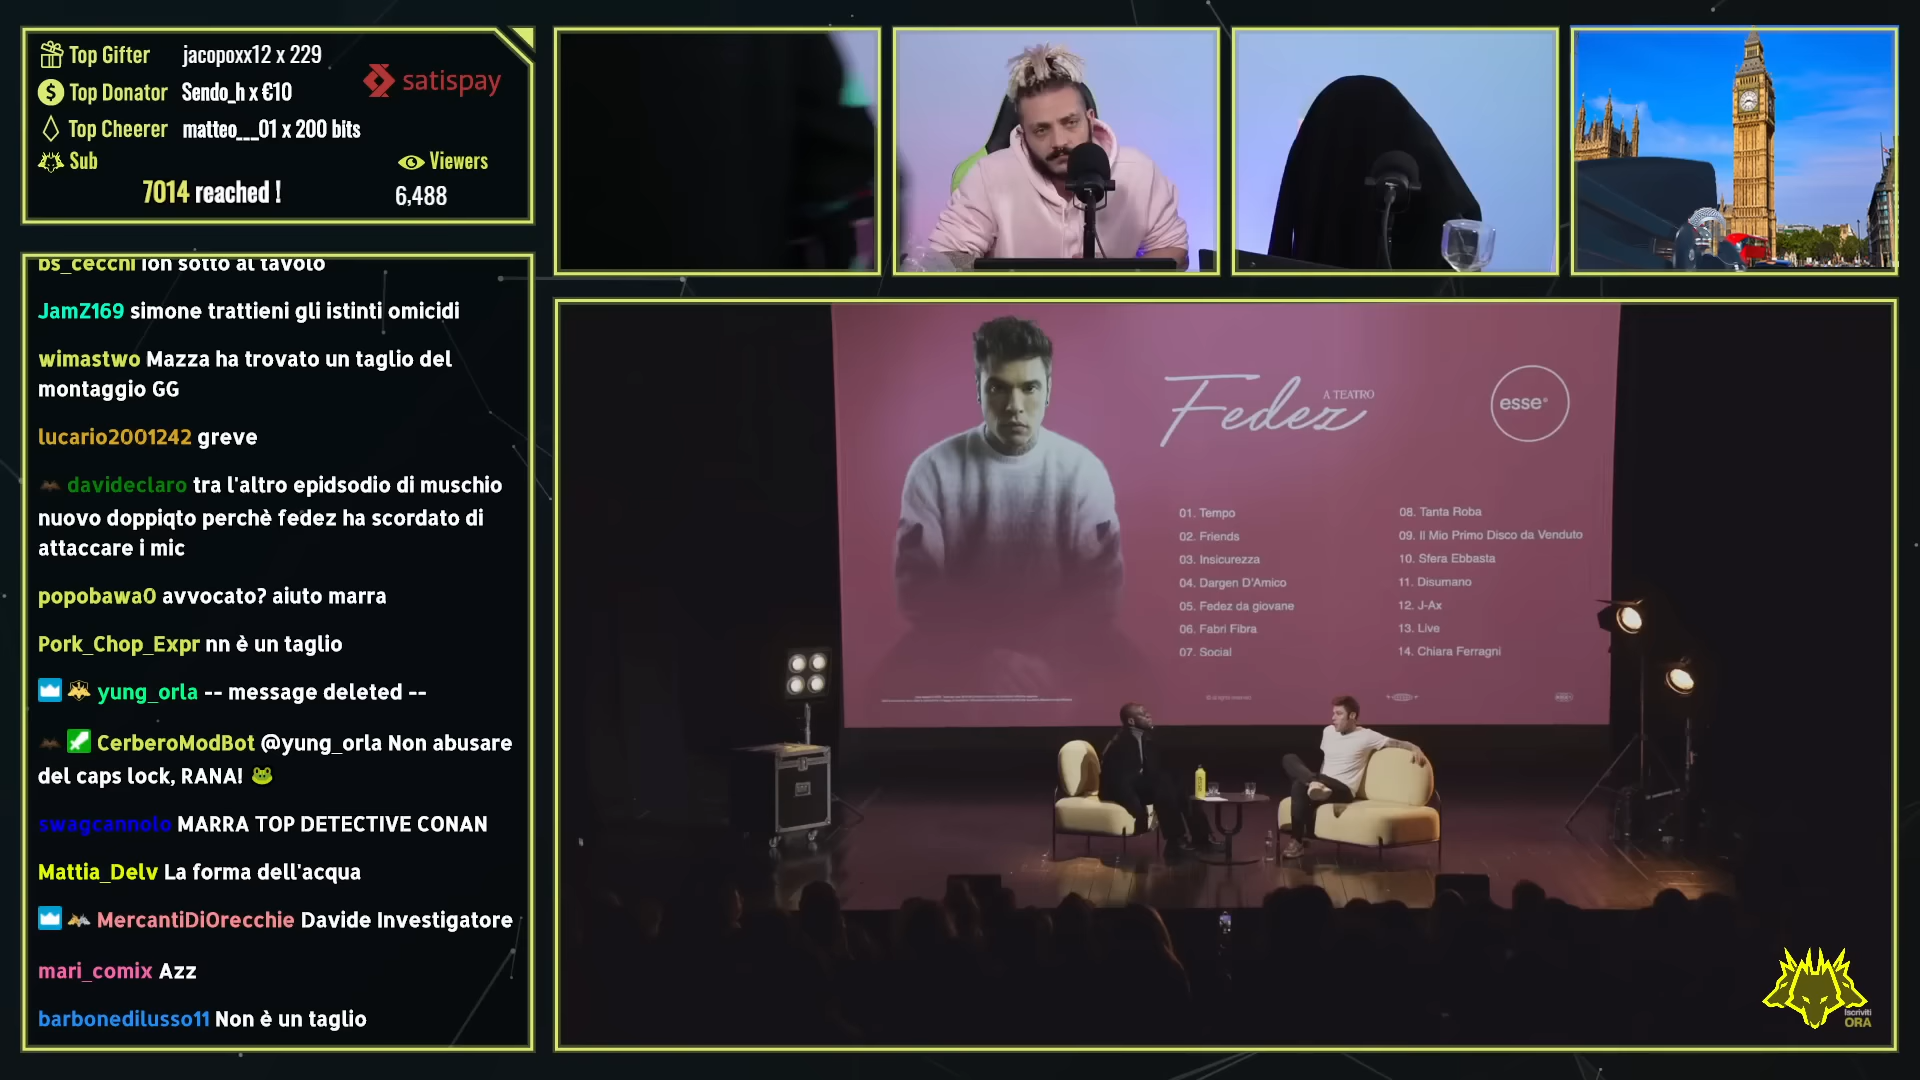 Top Gifter jacopoxx12 x 229
Top Donator Sendo_h x €10
Top Cheerer matteo___01 x 200 bits
satispay
Sub
7014 reached !
Viewers
6,488
bs_cecchi ion sotto al tavolo
JamZ169 simone trattieni gli istinti omicidi
wimastwo Mazza ha trovato un taglio del
montaggio GG
lucario2001242 greve
davideclaro tra l'altro epidsodio di muschio
nuovo doppiqto perchè fedez ha scordato di
attaccare i mic
popobawa0 avvocato? aiuto marra
Pork_Chop_Expr nn è un taglio
yung_orla -- message deleted --
CerberoModBot @yung_orla Non abusare
del caps lock, RANA! 🐸
swagcannolo MARRA TOP DETECTIVE CONAN
Mattia_Delv La forma dell'acqua
MercantiDiOrecchie Davide Investigatore
mari_comix Azz
barbonedilusso11 Non è un taglio
Fedez
A TEATRO
esse
01. Tempo
02. Friends
03. Insicurezza
04. Dargen D'Amico
05. Fedez da giovane
06. Fabri Fibra
07. Social
08. Tanta Roba
09. Il Mio Primo Disco da Venduto
10. Sfera Ebbasta
11. Disumano
12. J-Ax
13. Live
14. Chiara Ferragni
Iscriviti
ORA